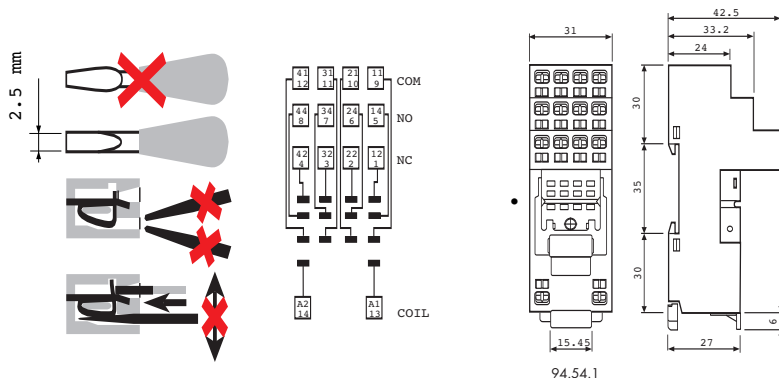 2.5 mm
41 31 21 11
12 11 10 9
COM
44 34 24 14
8 7 6 5
NO
42 32 22 12
4 3 2 1
NC
A2 A1
14 13
COIL
31
15.45
94.54.1
42.5
33.2
24
30
35
30
6
27